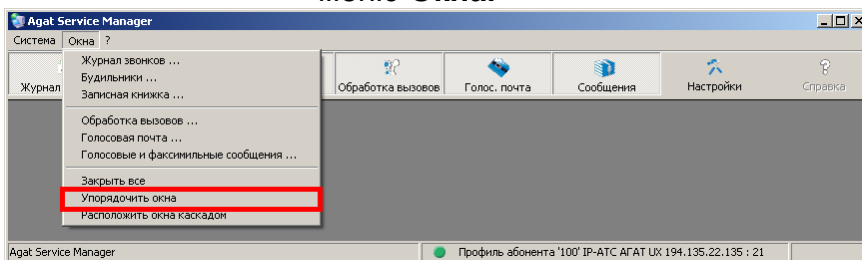 меню Окна.
Agat Service Manager
Система Окна ?
Журнал звонков ...
Будильники ...
Записная книжка ...
Обработка вызовов ...
Голосовая почта ...
Голосовые и факсимильные сообщения ...
Закрыть все
Упорядочить окна
Расположить окна каскадом
Журнал
Обработка вызовов
Голос. почта
Сообщения
Настройки
Справка
Agat Service Manager
Профиль абонента '100' IP-АТС АГАТ UX 194.135.22.135 : 21